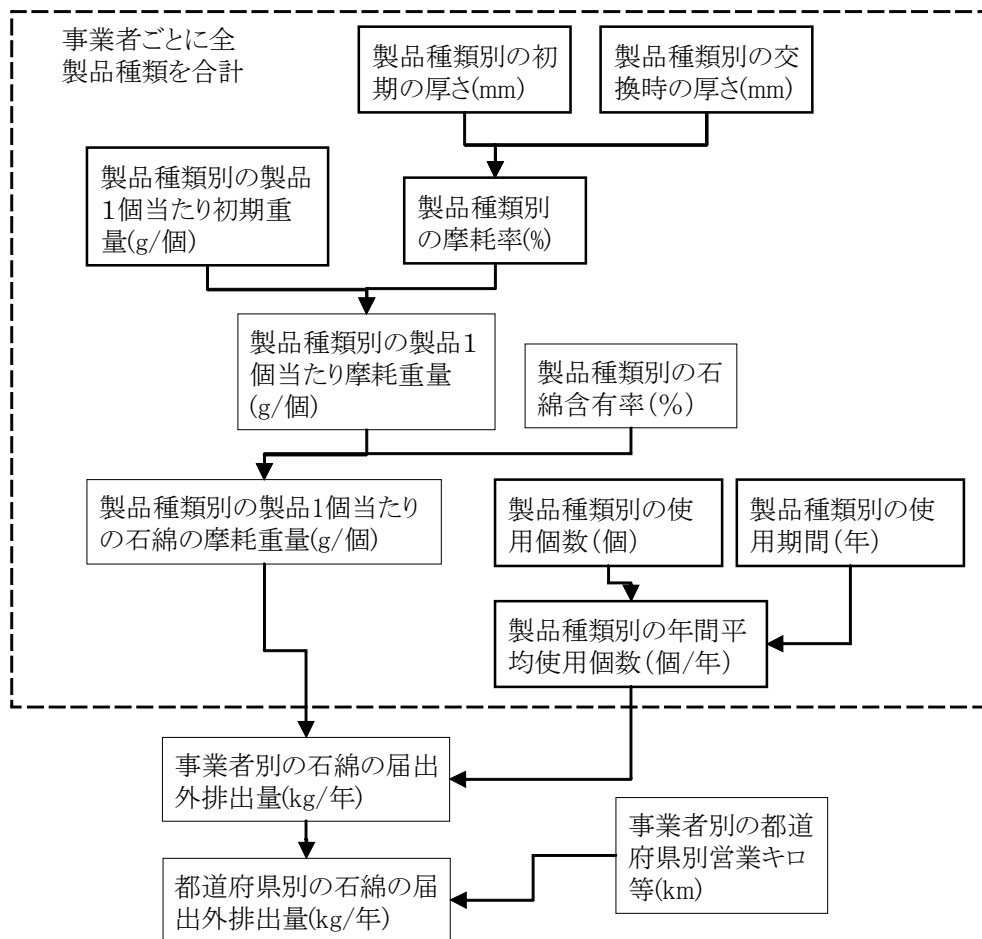 事業者ごとに全
製品種類を合計
製品種類別の初
期の厚さ(mm)
製品種類別の交
換時の厚さ(mm)
製品種類別の製品
1個当たり初期重
量(g/個)
製品種類別
の摩耗率(%)
製品種類別の製品1
個当たり摩耗重量
(g/個)
製品種類別の石
綿含有率(%)
製品種類別の製品1個当たり
の石綿の摩耗重量(g/個)
製品種類別の使
用個数(個)
製品種類別の使
用期間(年)
製品種類別の年間平
均使用個数(個/年)
事業者別の石綿の届出
外排出量(kg/年)
事業者別の都道
府県別営業キロ
等(km)
都道府県別の石綿の届
出外排出量(kg/年)